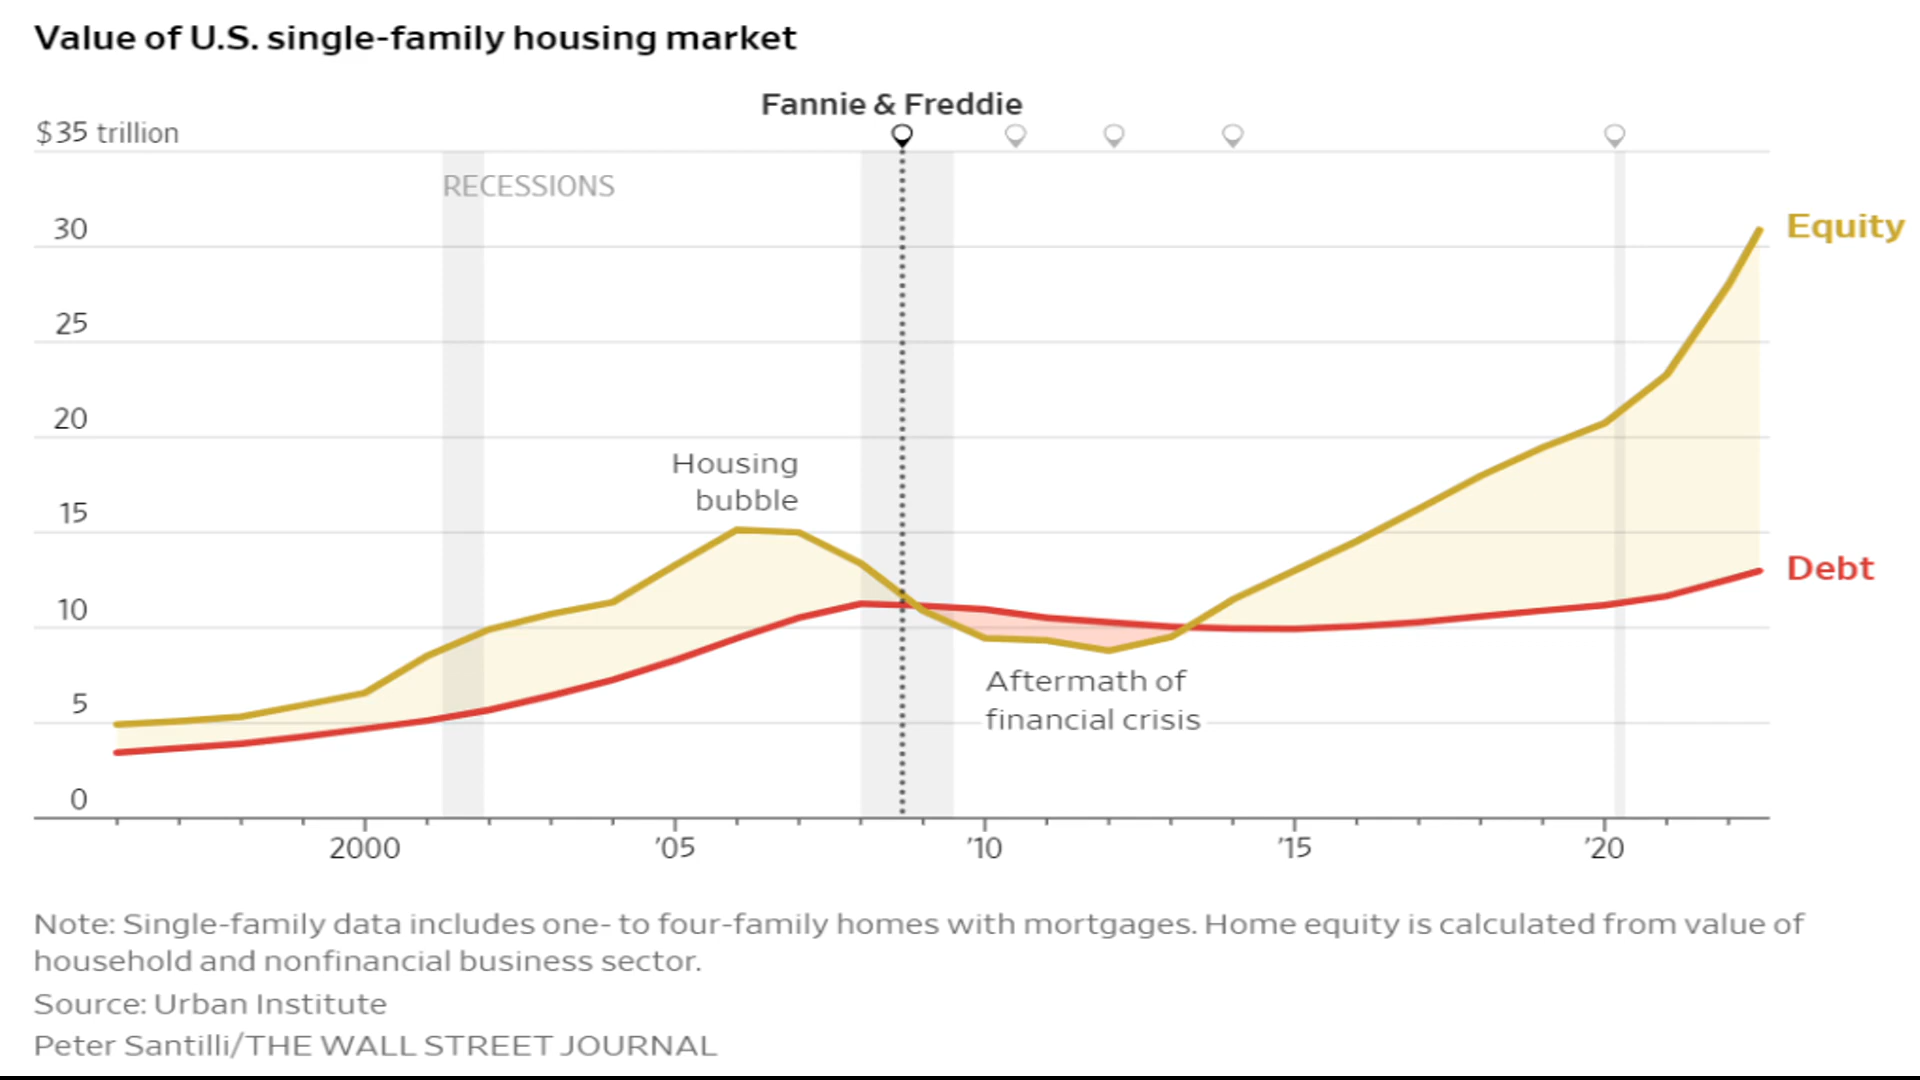 Value of U.S. single-family housing market
Fannie & Freddie
$35 trillion
RECESSIONS
30
Equity
25
20
Housing
bubble
15
Debt
10
Aftermath of
financial crisis
5
0
2000
’05
’10
’15
’20
Note: Single-family data includes one- to four-family homes with mortgages. Home equity is calculated from value of
household and nonfinancial business sector.
Source: Urban Institute
Peter Santilli/THE WALL STREET JOURNAL